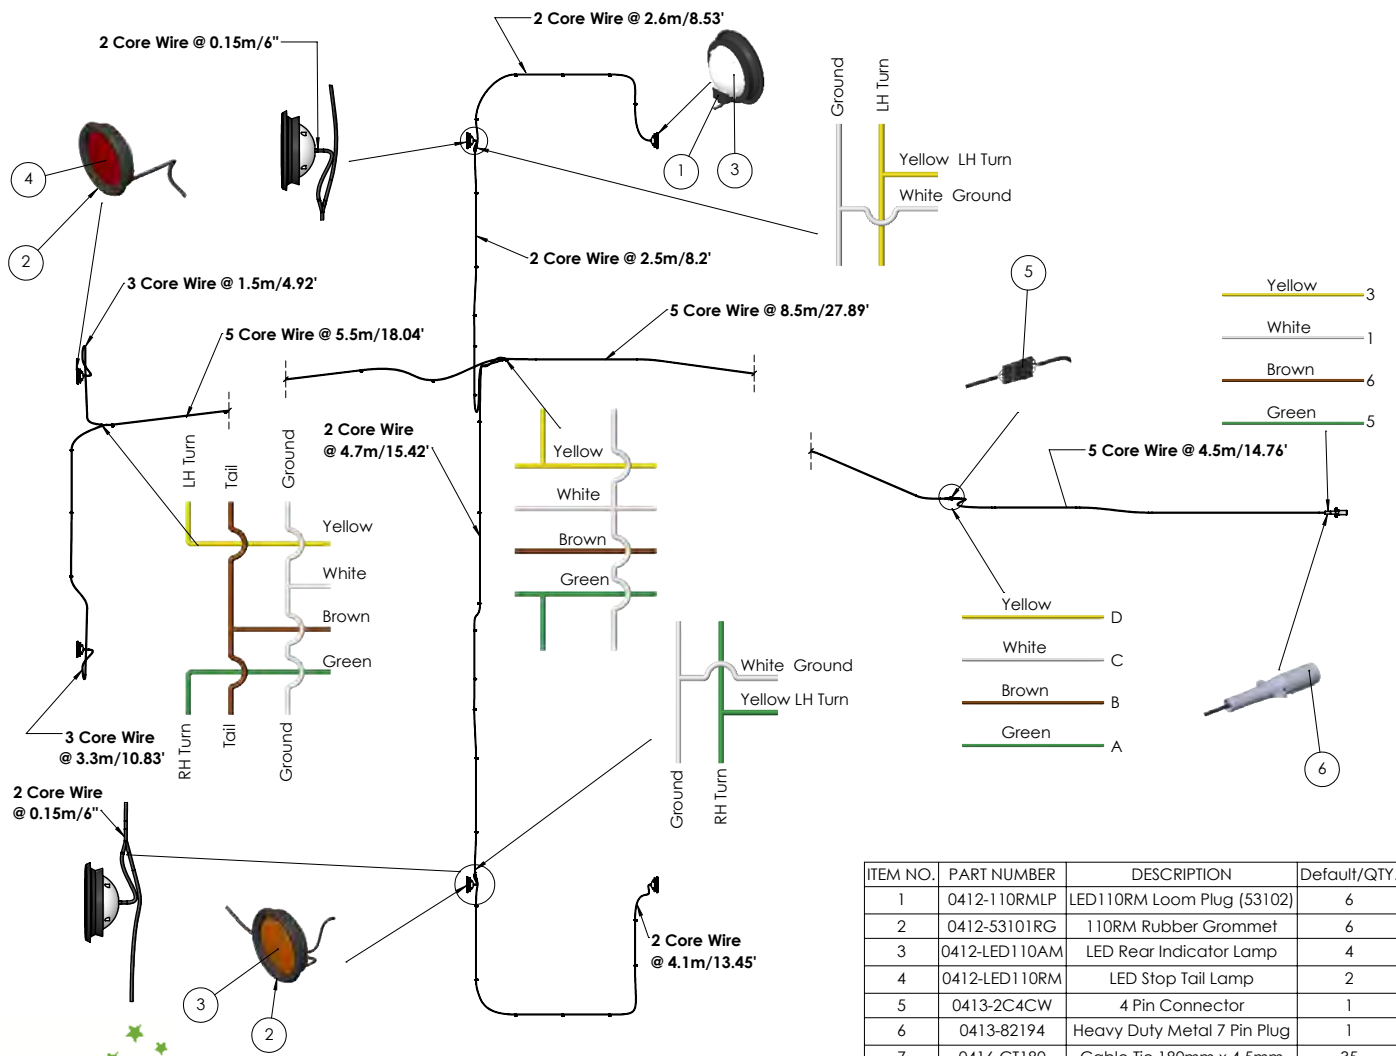 2 Core Wire @ 2.6m/8.53'
2 Core Wire @ 0.15m/6"
Ground
LH Turn
Yellow LH Turn
White Ground
1
3
4
2
2 Core Wire @ 2.5m/8.2'
3 Core Wire @ 1.5m/4.92'
5 Core Wire @ 5.5m/18.04'
5 Core Wire @ 8.5m/27.89'
5
Yellow 3
White 1
Brown 6
Green 5
2 Core Wire
@ 4.7m/15.42'
5 Core Wire @ 4.5m/14.76'
LH Turn
Tail
Ground
Yellow
White
Brown
Green
RH Turn
Tail
Ground
Yellow
White
Brown
Green
White Ground
Yellow LH Turn
Ground
RH Turn
Yellow D
White C
Brown B
Green A
6
3 Core Wire
@ 3.3m/10.83'
2 Core Wire
@ 0.15m/6"
3
2
2 Core Wire
@ 4.1m/13.45'
ITEM NO. PART NUMBER DESCRIPTION Default/QTY.
1 0412-110RMLP LED110RM Loom Plug (53102) 6
2 0412-53101RG 110RM Rubber Grommet 6
3 0412-LED110AM LED Rear Indicator Lamp 4
4 0412-LED110RM LED Stop Tail Lamp 2
5 0413-2C4CW 4 Pin Connector 1
6 0413-82194 Heavy Duty Metal 7 Pin Plug 1
7 0416-CT180 Cable Tie 180mm x 4.5mm 35